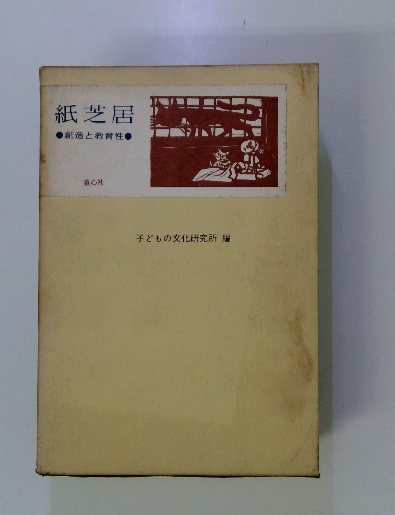 紙芝居
●創造と教育性●
童心社
子どもの文化研究所 編